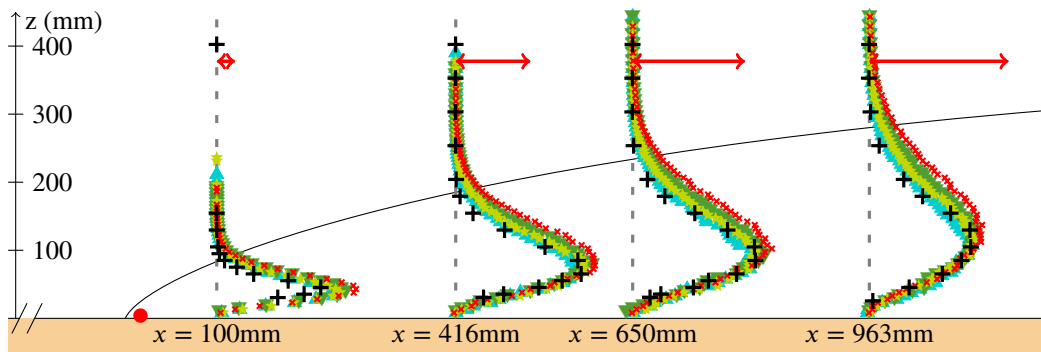 z (mm)
400
300
200
100
x = 100mm
x = 416mm
x = 650mm
x = 963mm